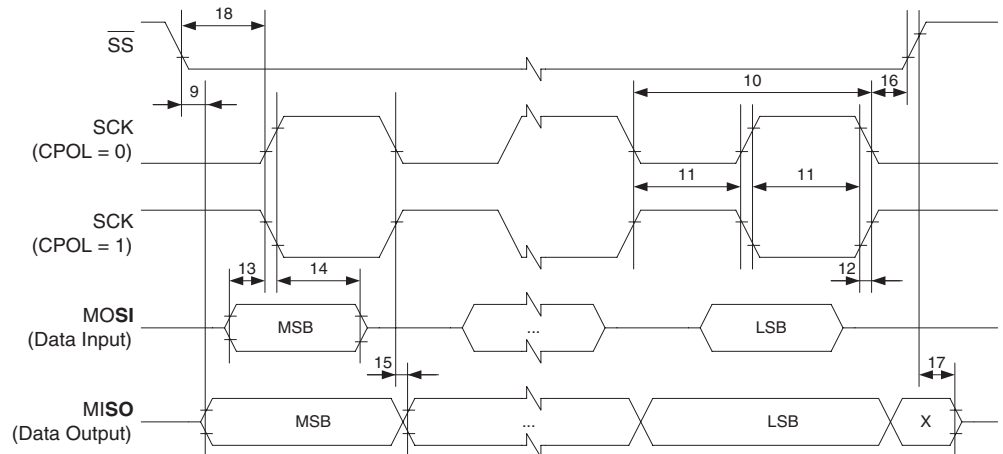 18
SS
9
10
16
SCK
(CPOL = 0)
11
11
SCK
(CPOL = 1)
13
14
12
MOSI
(Data Input)
MSB
...
LSB
15
17
MISO
(Data Output)
MSB
...
LSB
X